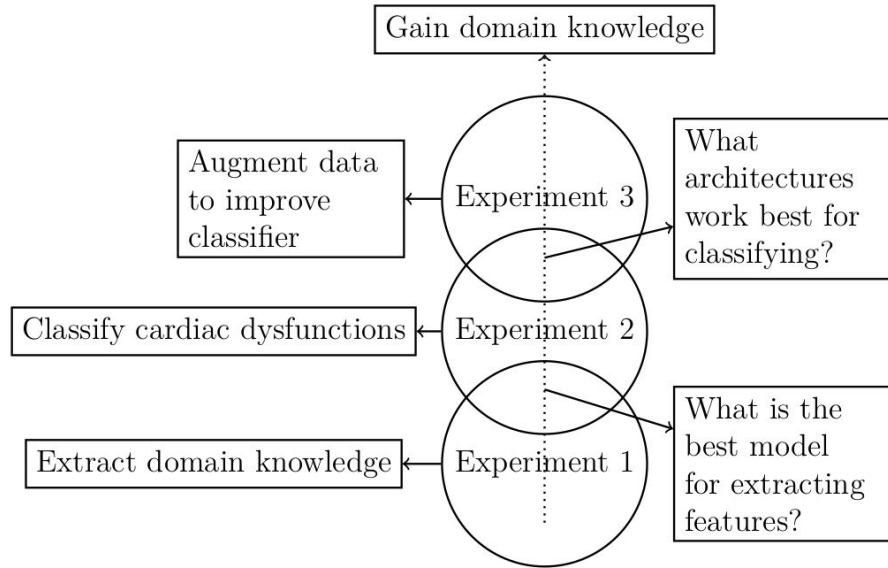 Gain domain knowledge
Augment data
to improve
classifier
Experiment 3
What
architectures
work best for
classifying?
Classify cardiac dysfunctions
Experiment 2
Extract domain knowledge
Experiment 1
What is the
best model
for extracting
features?